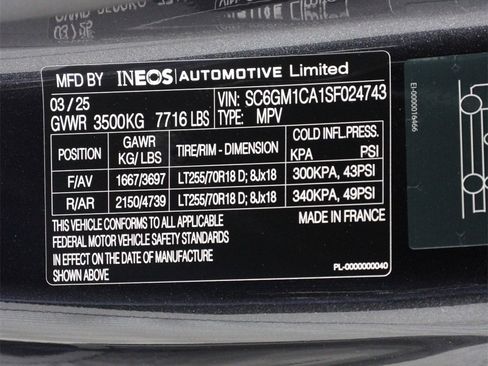 MFD BY INEOS AUTOMOTIVE Limited
03 / 25 VIN: SC6GM1CA1SF024743
GVWR 3500KG 7716 LBS TYPE: MPV
POSITION GAWR KG/ LBS TIRE/RIM - DIMENSION COLD INFL.PRESSUR KPA PSI
F/AV 1667/3697 LT255/70R18 D; 8Jx18 300KPA, 43PSI
R/AR 2150/4739 LT255/70R18 D; 8Jx18 340KPA, 49PSI
THIS VEHICLE CONFORMS TO ALL APPLICABLE MADE IN FRANCE
FEDERAL MOTOR VEHICLE SAFETY STANDARDS
IN EFFECT ON THE DATE OF MANUFACTURE
SHOWN ABOVE PL-0000000040
EI-0000016466